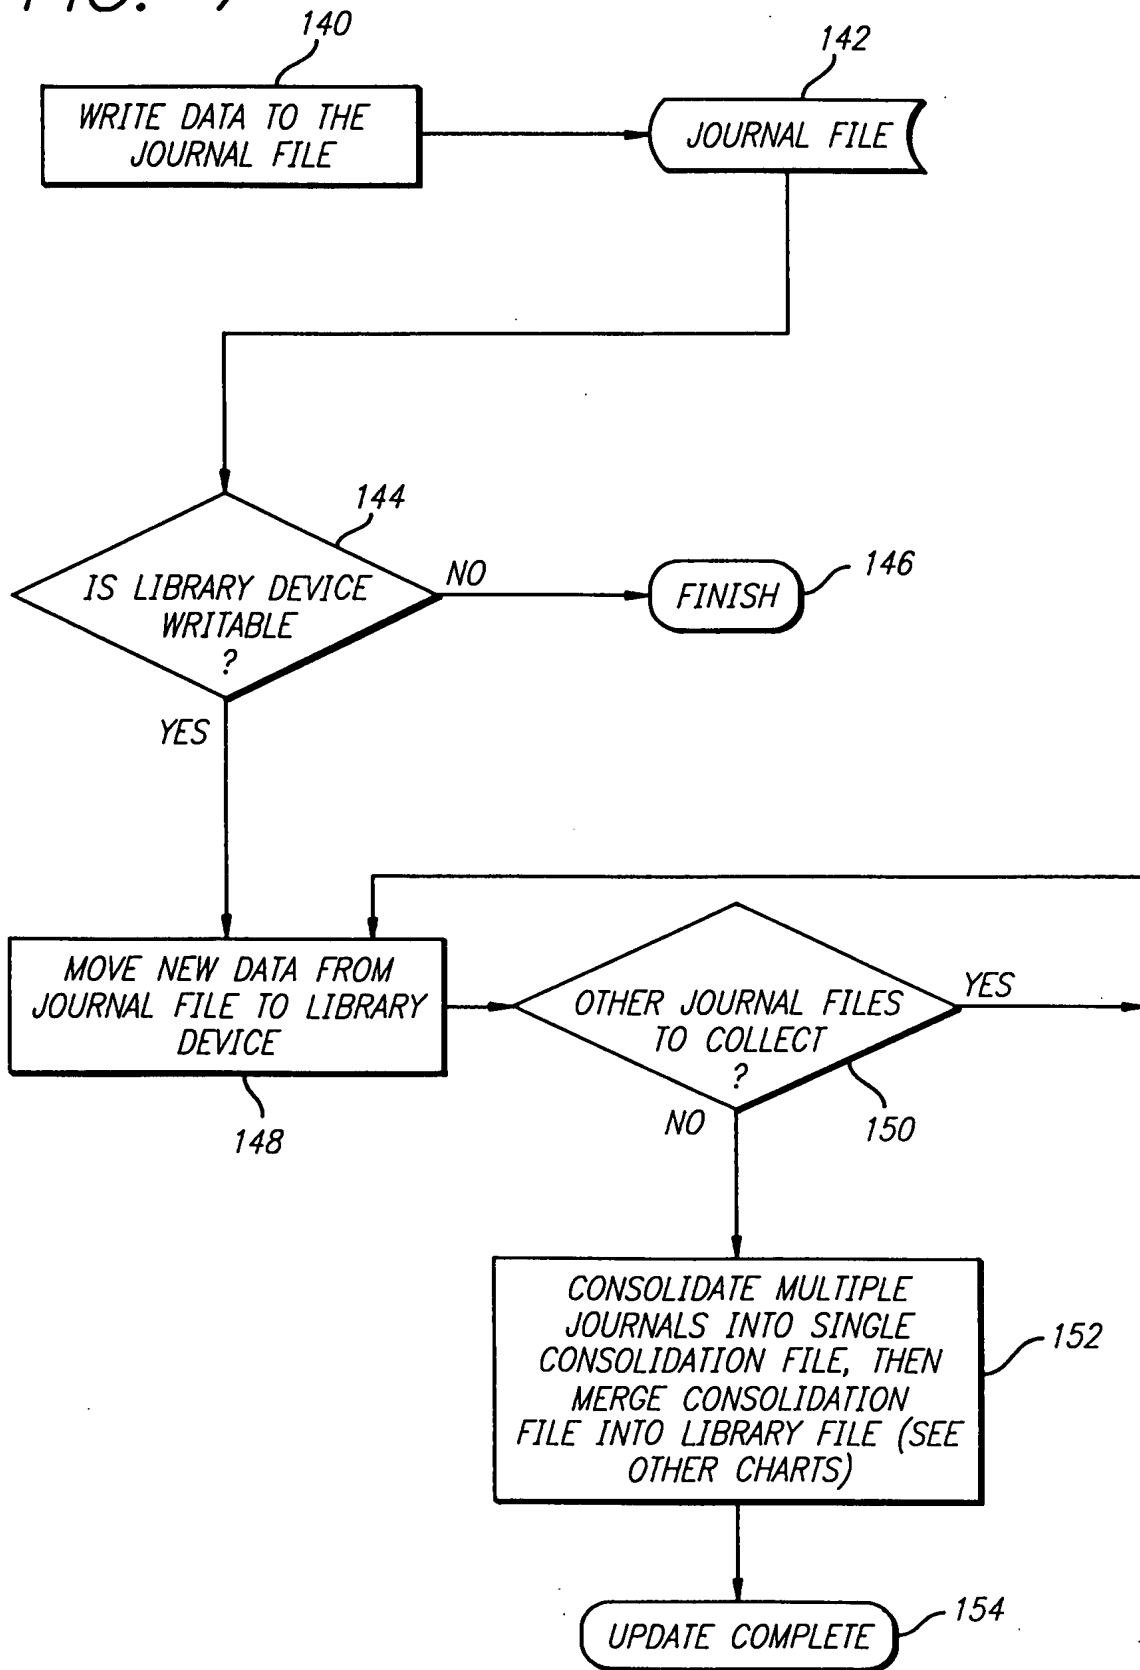 FIG.
140
142
WRITE DATA TO THE
JOURNAL FILE
JOURNAL FILE
144
IS LIBRARY DEVICE
WRITABLE
?
NO
FINISH
146
YES
MOVE NEW DATA FROM
JOURNAL FILE TO LIBRARY
DEVICE
148
OTHER JOURNAL FILES
TO COLLECT
?
YES
NO
150
CONSOLIDATE MULTIPLE
JOURNALS INTO SINGLE
CONSOLIDATION FILE, THEN
MERGE CONSOLIDATION
FILE INTO LIBRARY FILE (SEE
OTHER CHARTS)
152
UPDATE COMPLETE
154